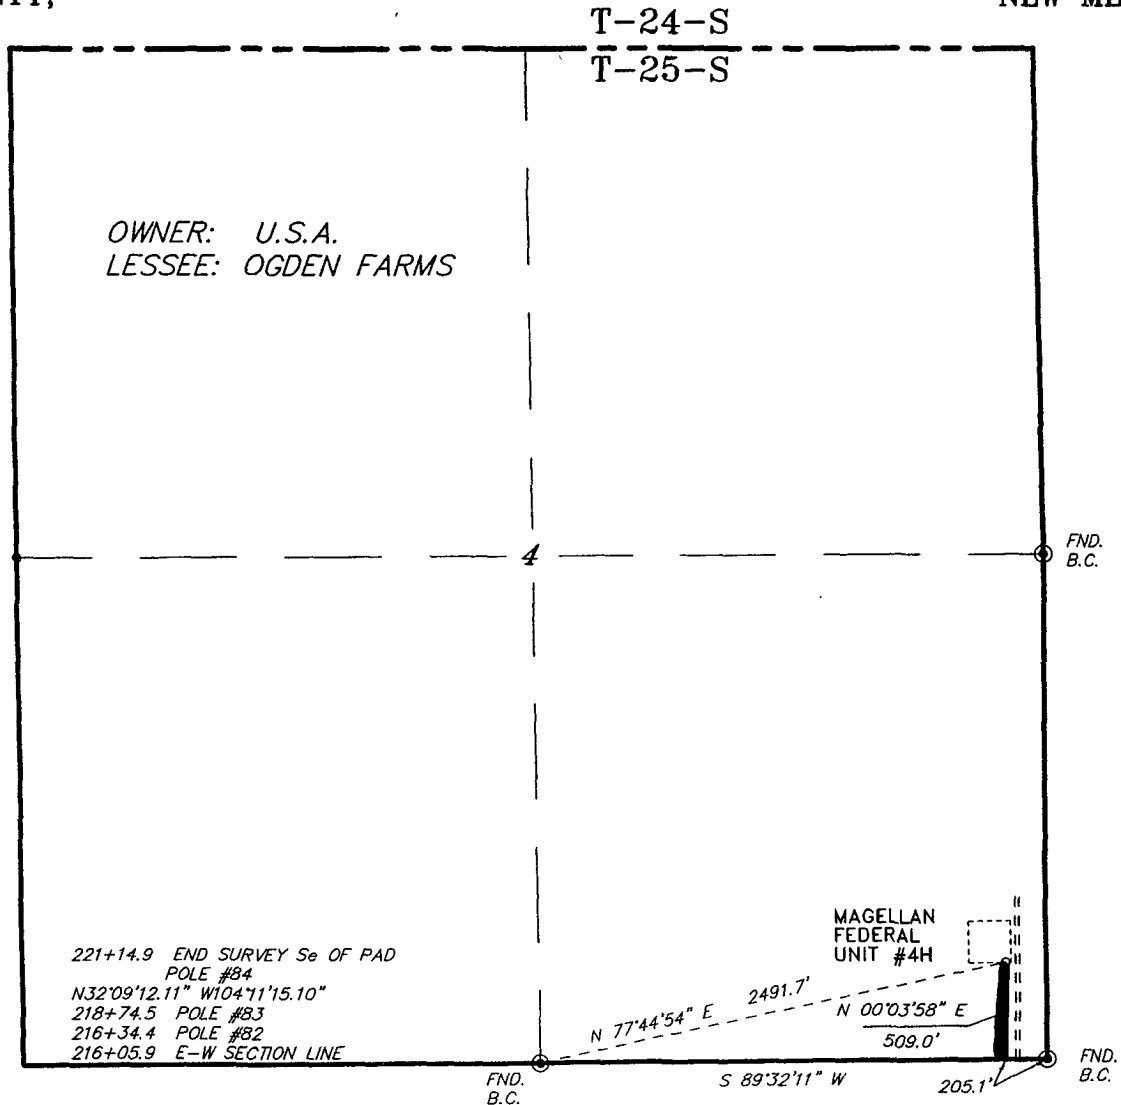 T-24-S
T-25-S
OWNER: U.S.A.
LESSEE: OGDEN FARMS
4
FND.
B.C.
MAGELLAN
FEDERAL
UNIT #4H
221+14.9 END SURVEY Se OF PAD
POLE #84
N32°09'12.11" W104°11'15.10"
218+74.5 POLE #83
216+34.4 POLE #82
216+05.9 E-W SECTION LINE
N 77°44'54" E 2491.7'
N 00°03'58" E
509.0'
FND.
B.C.
S 89°32'11" W
205.1'
FND.
B.C.